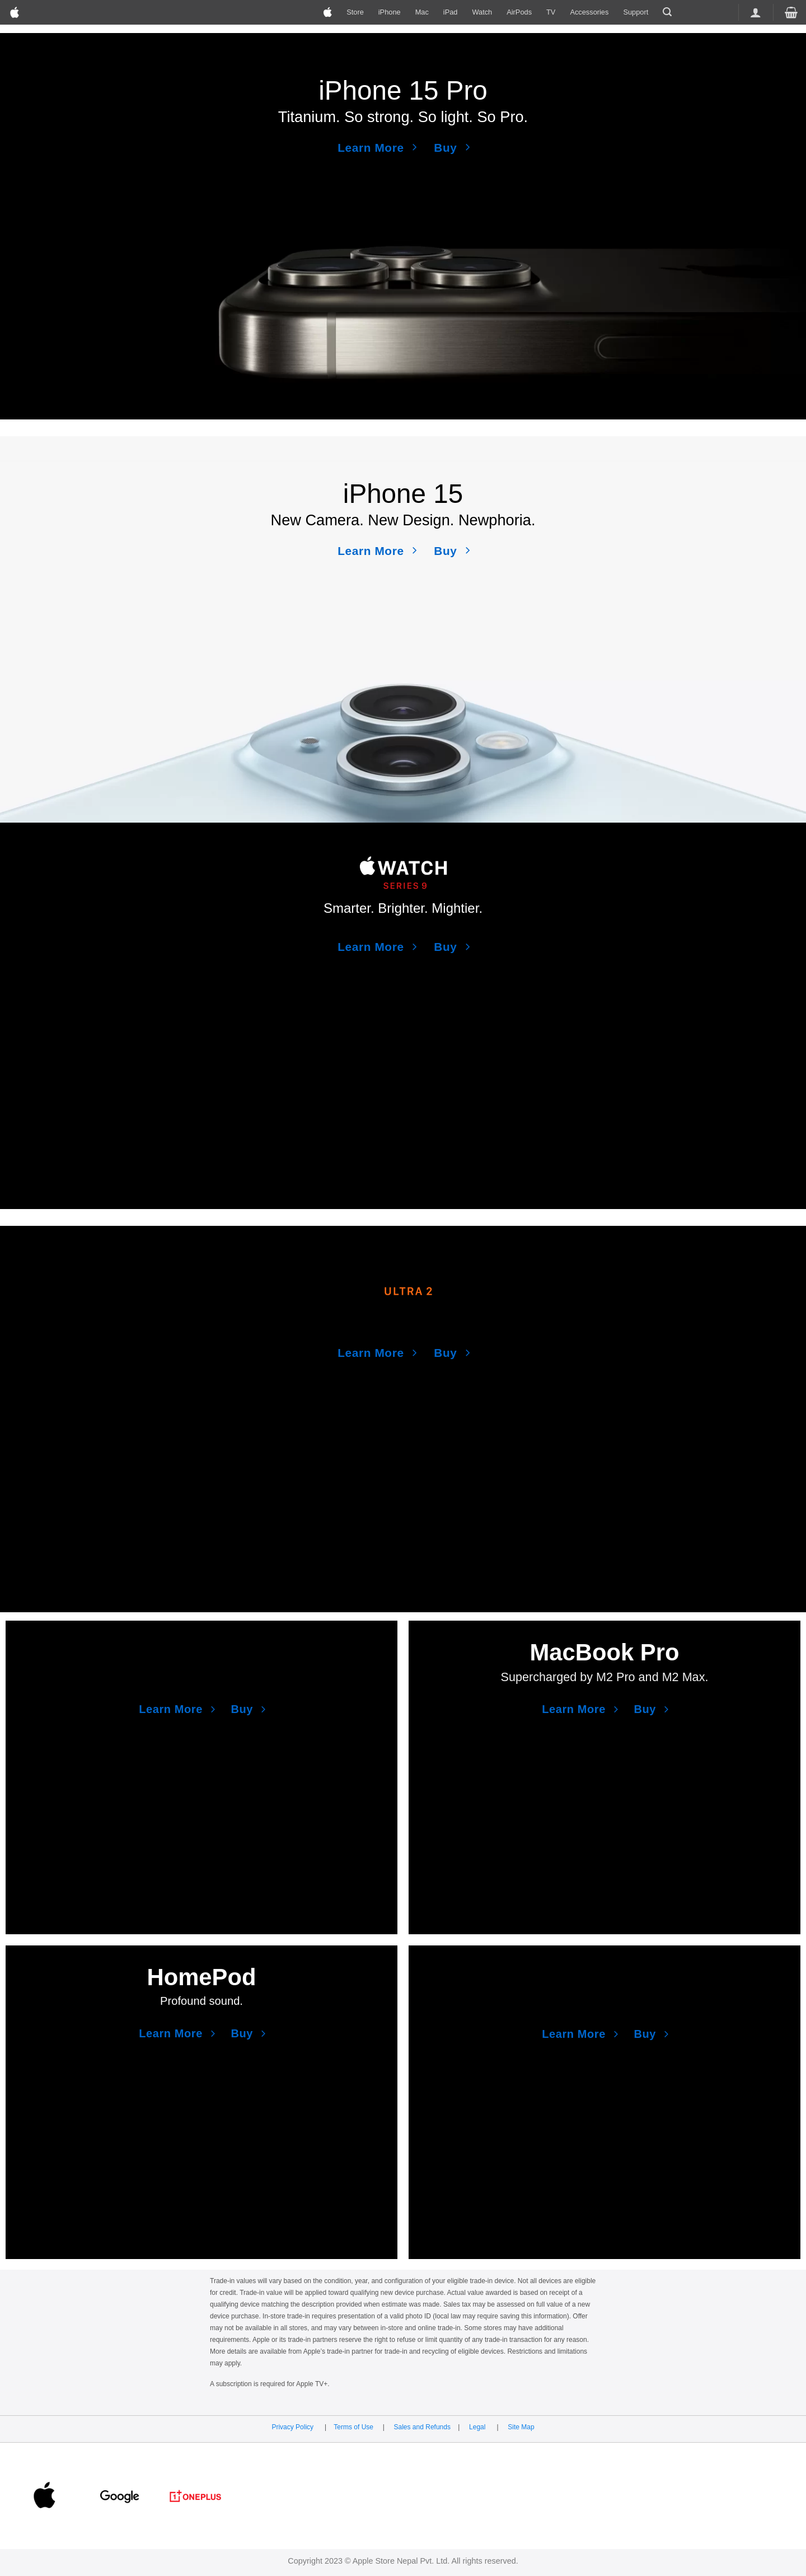 Store iPhone Mac iPad Watch AirPods TV Accessories Support
iPhone 15 Pro
Titanium. So strong. So light. So Pro.
Learn More Buy
iPhone 15
New Camera. New Design. Newphoria.
Learn More Buy
WATCH
SERIES 9
Smarter. Brighter. Mightier.
Learn More Buy
ULTRA 2
Learn More Buy
Learn More Buy
MacBook Pro
Supercharged by M2 Pro and M2 Max.
Learn More Buy
HomePod
Profound sound.
Learn More Buy
Learn More Buy
Trade-in values will vary based on the condition, year, and configuration of your eligible trade-in device. Not all devices are eligible
for credit. Trade-in value will be applied toward qualifying new device purchase. Actual value awarded is based on receipt of a
qualifying device matching the description provided when estimate was made. Sales tax may be assessed on full value of a new
device purchase. In-store trade-in requires presentation of a valid photo ID (local law may require saving this information). Offer
may not be available in all stores, and may vary between in-store and online trade-in. Some stores may have additional
requirements. Apple or its trade-in partners reserve the right to refuse or limit quantity of any trade-in transaction for any reason.
More details are available from Apple's trade-in partner for trade-in and recycling of eligible devices. Restrictions and limitations
may apply.
A subscription is required for Apple TV+.
Privacy Policy | Terms of Use | Sales and Refunds | Legal | Site Map
Google
1+ ONEPLUS
Copyright 2023 © Apple Store Nepal Pvt. Ltd. All rights reserved.